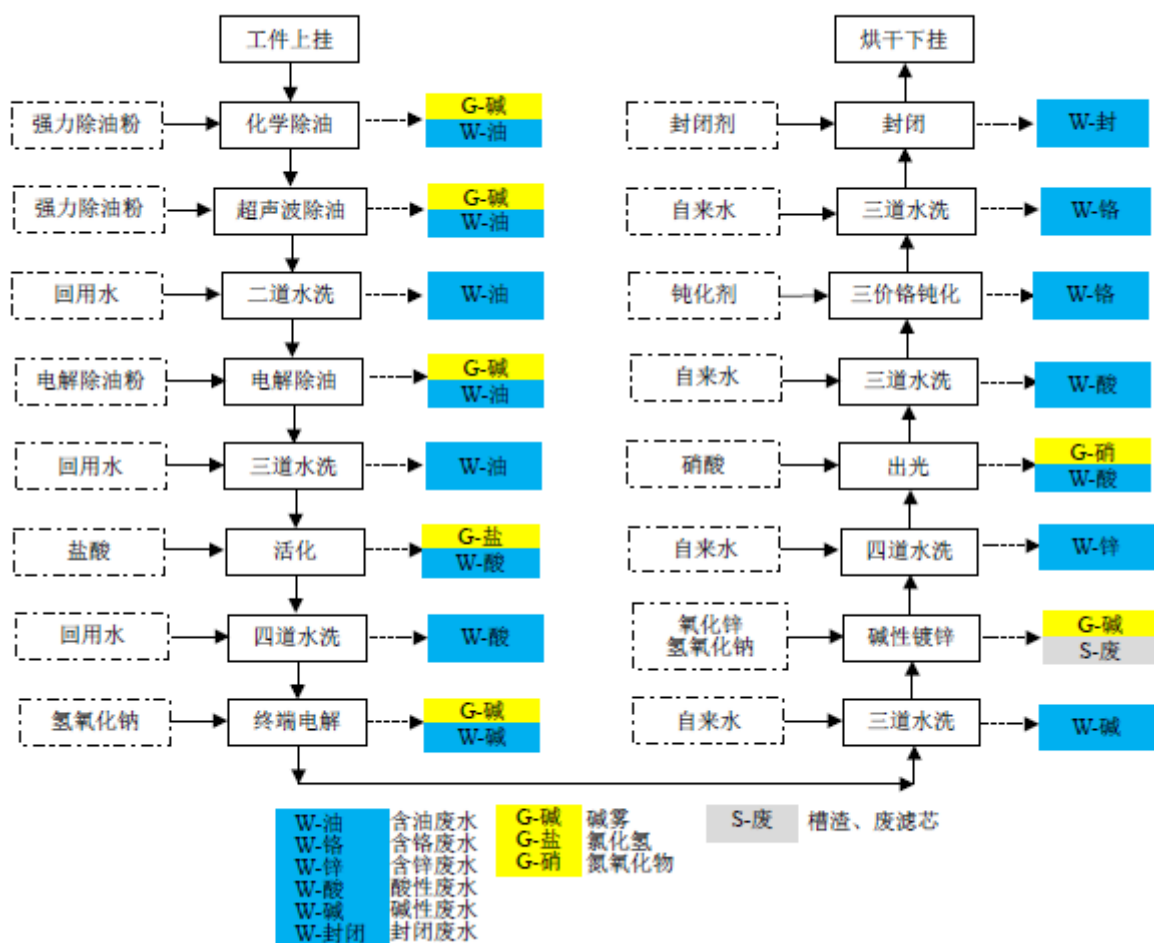 工件上挂
强力除油粉
化学除油
G-碱
W-油
强力除油粉
超声波除油
G-碱
W-油
回用水
二道水洗
W-油
电解除油粉
电解除油
G-碱
W-油
回用水
三道水洗
W-油
盐酸
活化
G-盐
W-酸
回用水
四道水洗
W-酸
氢氧化钠
终端电解
G-碱
W-碱
烘干下挂
封闭剂
封闭
W-封
自来水
三道水洗
W-铬
钝化剂
三价铬钝化
W-铬
自来水
三道水洗
W-酸
硝酸
出光
G-硝
W-酸
自来水
四道水洗
W-锌
氧化锌
氢氧化钠
碱性镀锌
G-碱
S-废
自来水
三道水洗
W-碱
W-油 含油废水
W-铬 含铬废水
W-锌 含锌废水
W-酸 酸性废水
W-碱 碱性废水
W-封闭 封闭废水
G-碱 碱雾
G-盐 氯化氢
G-硝 氮氧化物
S-废 槽渣、废滤芯